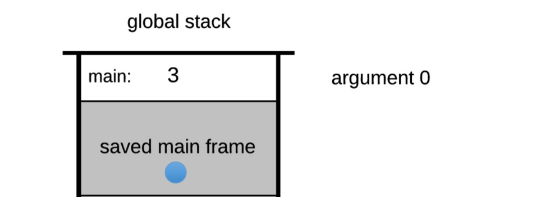 global stack
main: 3 argument 0
saved main frame